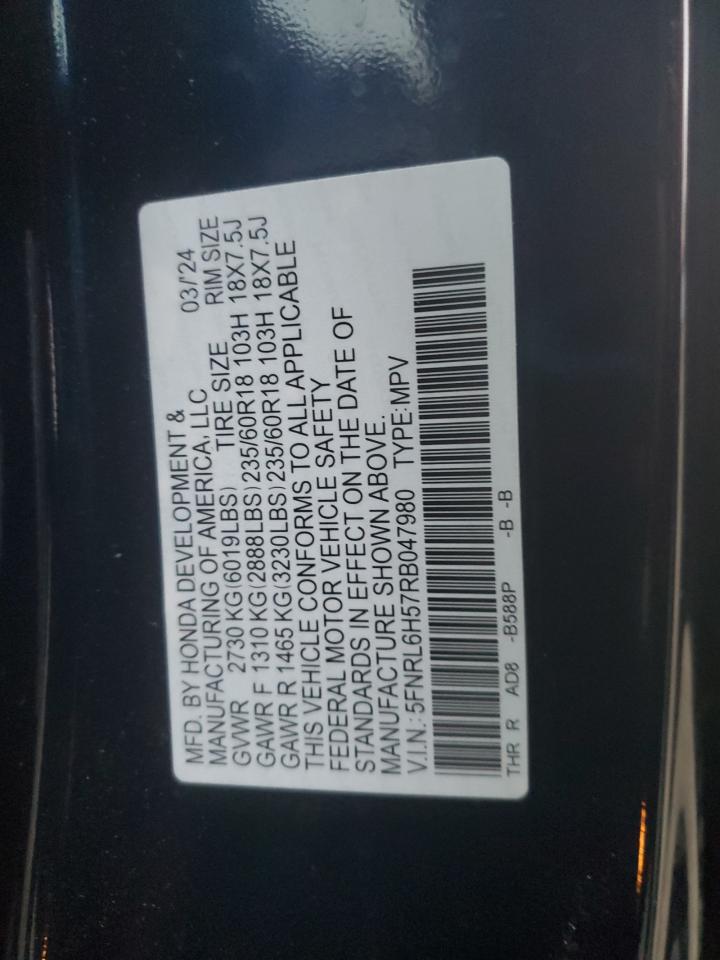 MFD. BY HONDA DEVELOPMENT &
MANUFACTURING OF AMERICA, LLC 03/'24
GVWR 2730 KG(6019LBS) TIRE SIZE RIM SIZE
GAWR F 1310 KG(2888LBS)235/60R18 103H 18X7.5J
GAWR R 1465 KG(3230LBS)235/60R18 103H 18X7.5J
THIS VEHICLE CONFORMS TO ALL APPLICABLE
FEDERAL MOTOR VEHICLE SAFETY
STANDARDS IN EFFECT ON THE DATE OF
MANUFACTURE SHOWN ABOVE.
V.I.N.:5FNRL6H57RB047980 TYPE:MPV
THR R AD8 -B588P -B -B